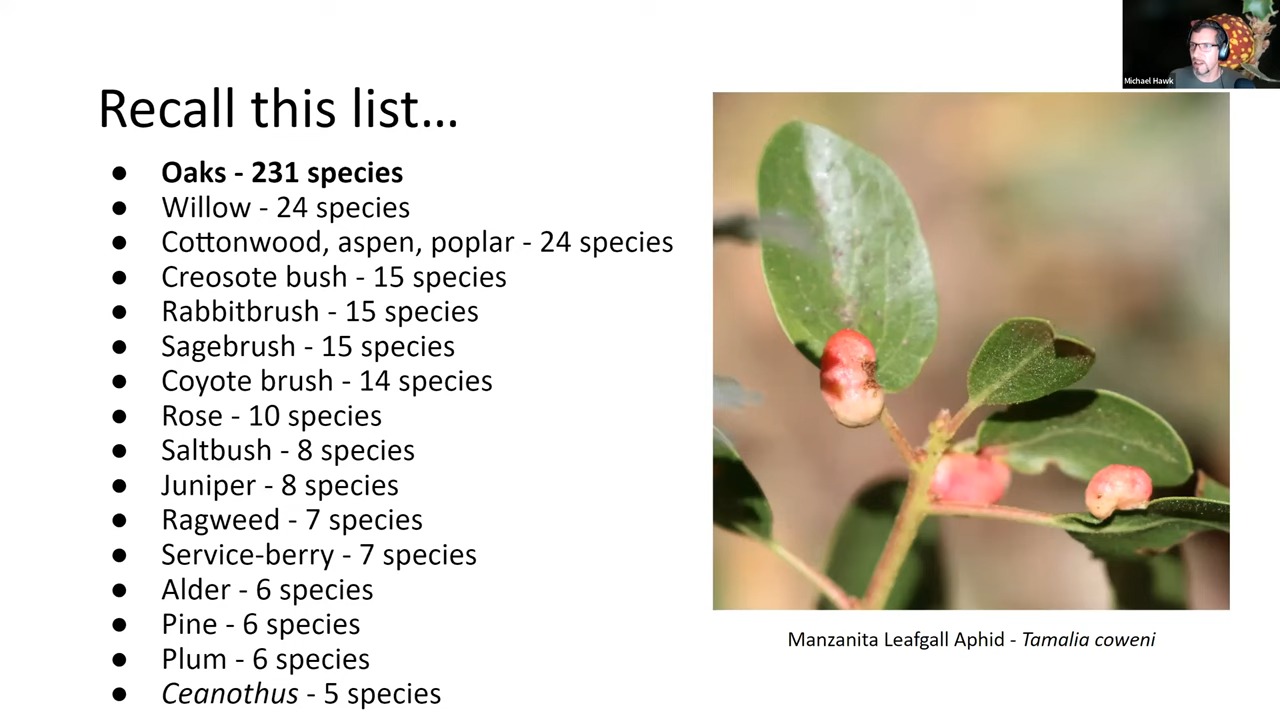 Michael Hawk
Recall this list...
● Oaks - 231 species
● Willow - 24 species
● Cottonwood, aspen, poplar - 24 species
● Creosote bush - 15 species
● Rabbitbrush - 15 species
● Sagebrush - 15 species
● Coyote brush - 14 species
● Rose - 10 species
● Saltbush - 8 species
● Juniper - 8 species
● Ragweed - 7 species
● Service-berry - 7 species
● Alder - 6 species
● Pine - 6 species
● Plum - 6 species
● Ceanothus - 5 species
Manzanita Leafgall Aphid - Tamalia coweni